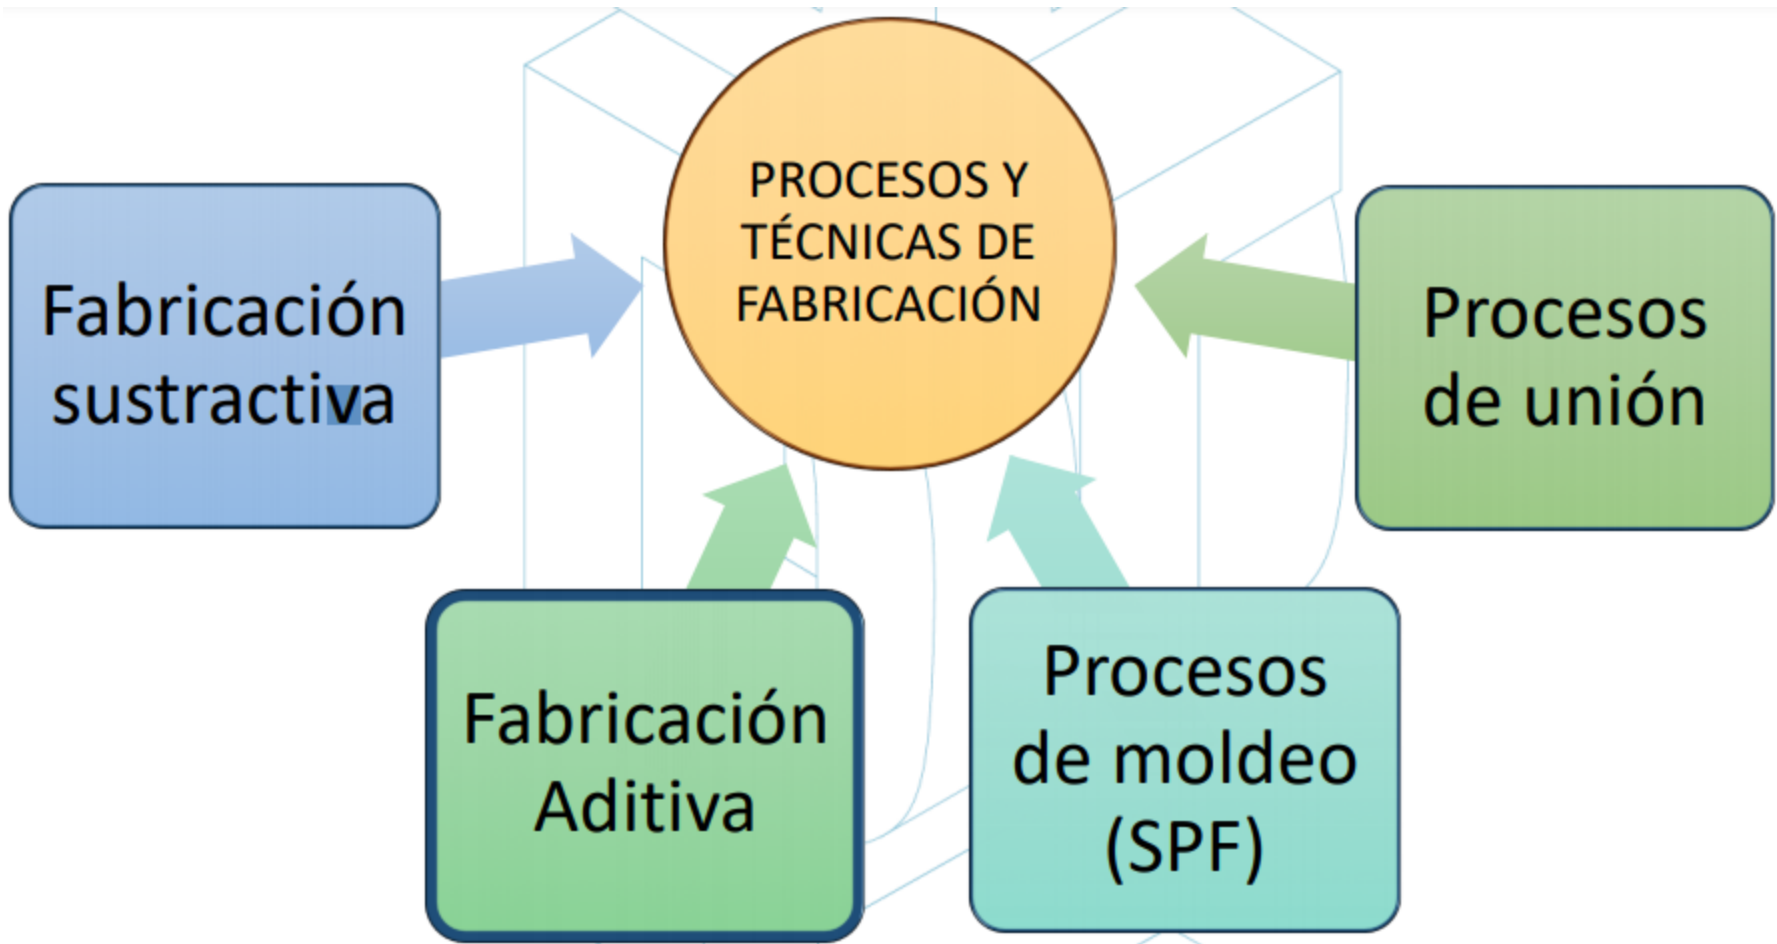 PROCESOS Y
TÉCNICAS DE
FABRICACIÓN
Fabricación
sustractiva
Fabricación
Aditiva
Procesos
de moldeo
(SPF)
Procesos
de unión